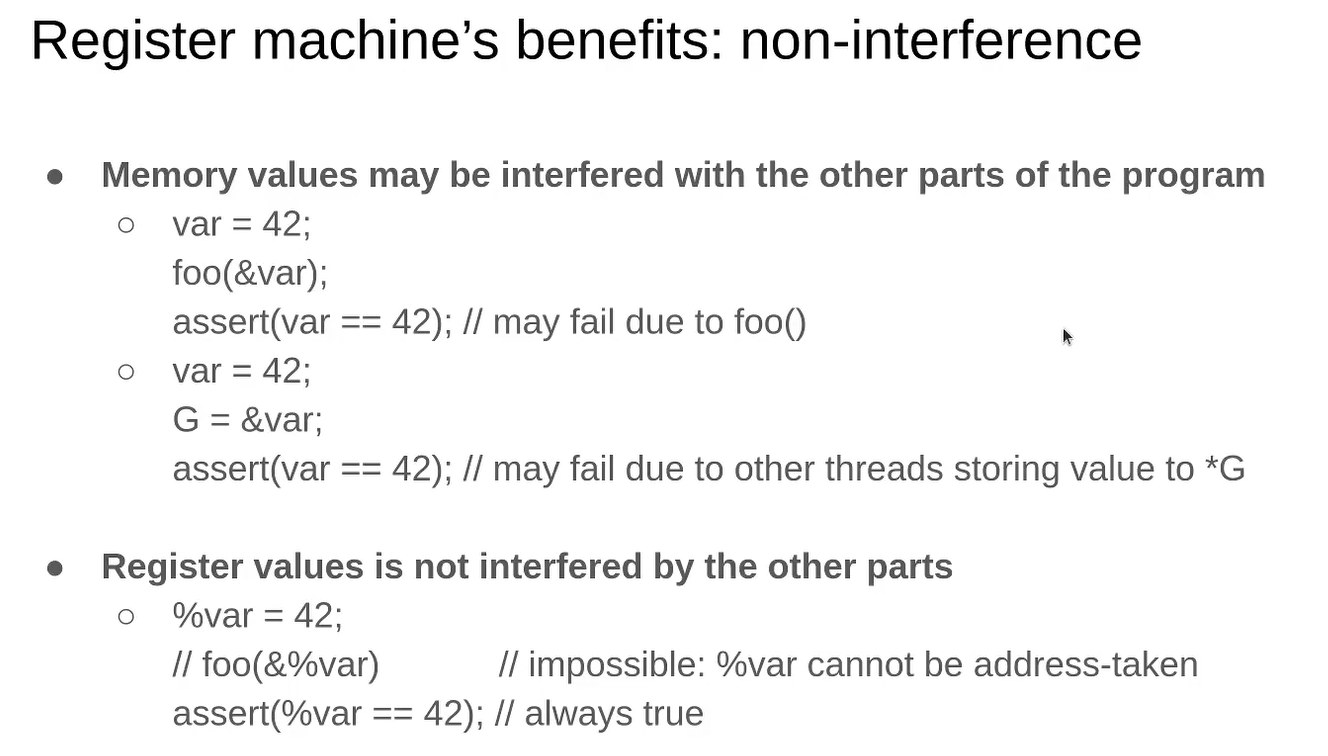 Register machine’s benefits: non-interference
● Memory values may be interfered with the other parts of the program
○ var = 42;
foo(&var);
assert(var == 42); // may fail due to foo()
○ var = 42;
G = &var;
assert(var == 42); // may fail due to other threads storing value to *G
● Register values is not interfered by the other parts
○ %var = 42;
// foo(&%var) // impossible: %var cannot be address-taken
assert(%var == 42); // always true